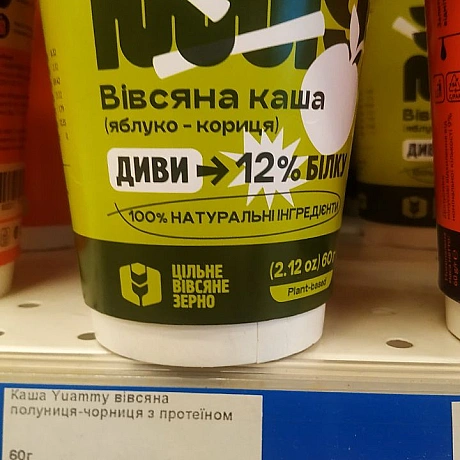 Вівсяна каша
(яблуко - кориця)
ДИВИ → 12% БІЛКУ
100% НАТУРАЛЬНІ ІНГРЕДІЄНТИ
ЦІЛЬНЕ
ВІВСЯНЕ
ЗЕРНО
(2.12 oz) 60г
Plant-based
Каша Yuammy вівсяна
полуниця-чорниця з протеїном
60г